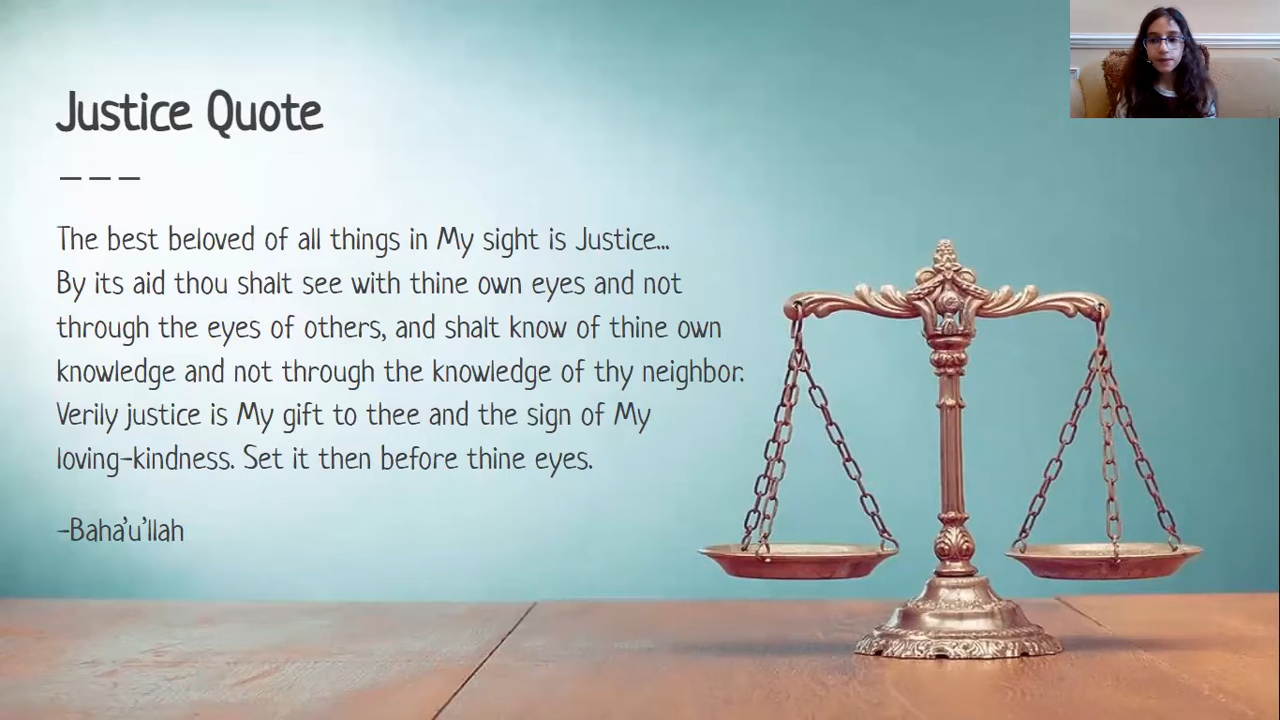 Justice Quote
___
The best beloved of all things in My sight is Justice...
By its aid thou shalt see with thine own eyes and not
through the eyes of others, and shalt know of thine own
knowledge and not through the knowledge of thy neighbor.
Verily justice is My gift to thee and the sign of My
loving-kindness. Set it then before thine eyes.
-Baha'u'llah